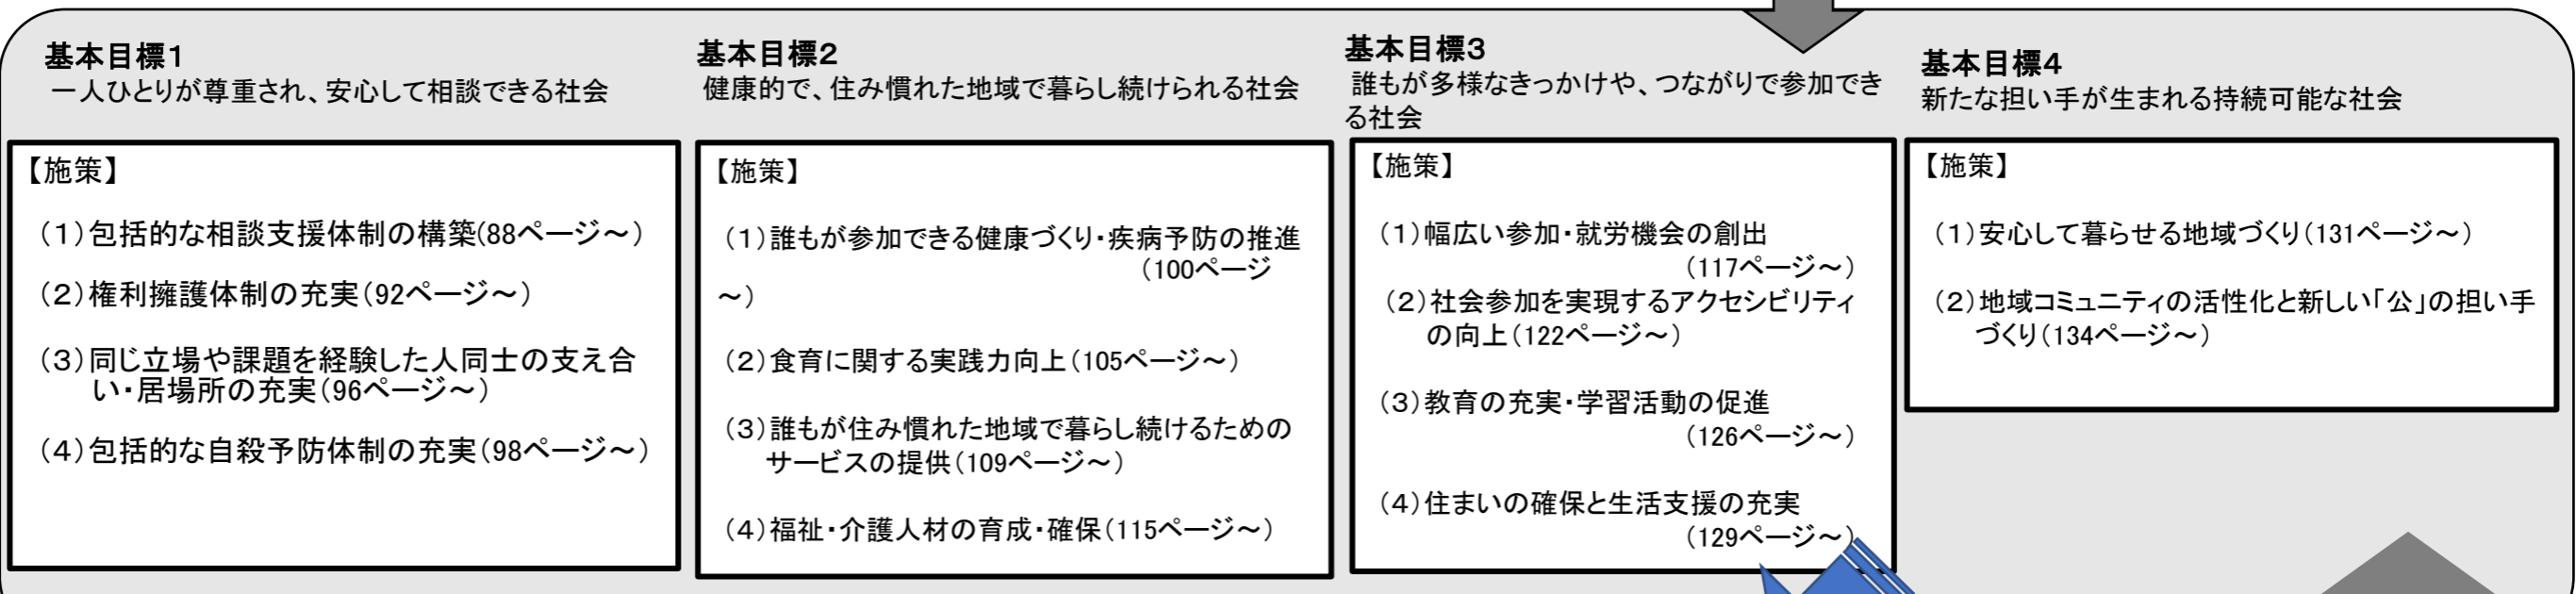 基本目標1
一人ひとりが尊重され、安心して相談できる社会
【施策】
（1）包括的な相談支援体制の構築(88ページ～)
（2）権利擁護体制の充実（92ページ～）
（3）同じ立場や課題を経験した人同士の支え合
い・居場所の充実（96ページ～）
（4）包括的な自殺予防体制の充実（98ページ～）
基本目標2
健康的で、住み慣れた地域で暮らし続けられる社会
【施策】
（1）誰もが参加できる健康づくり・疾病予防の推進
（100ページ
～）
（2）食育に関する実践力向上（105ページ～）
（3）誰もが住み慣れた地域で暮らし続けるための
サービスの提供（109ページ～）
（4）福祉・介護人材の育成・確保（115ページ～）
基本目標3
誰もが多様なきっかけや、つながりで参加でき
る社会
【施策】
（1）幅広い参加・就労機会の創出
（117ページ～）
（2）社会参加を実現するアクセシビリティ
の向上（122ページ～）
（3）教育の充実・学習活動の促進
（126ページ～）
（4）住まいの確保と生活支援の充実
（129ページ～）
基本目標4
新たな担い手が生まれる持続可能な社会
【施策】
（1）安心して暮らせる地域づくり（131ページ～）
（2）地域コミュニティの活性化と新しい「公」の担い手
づくり（134ページ～）